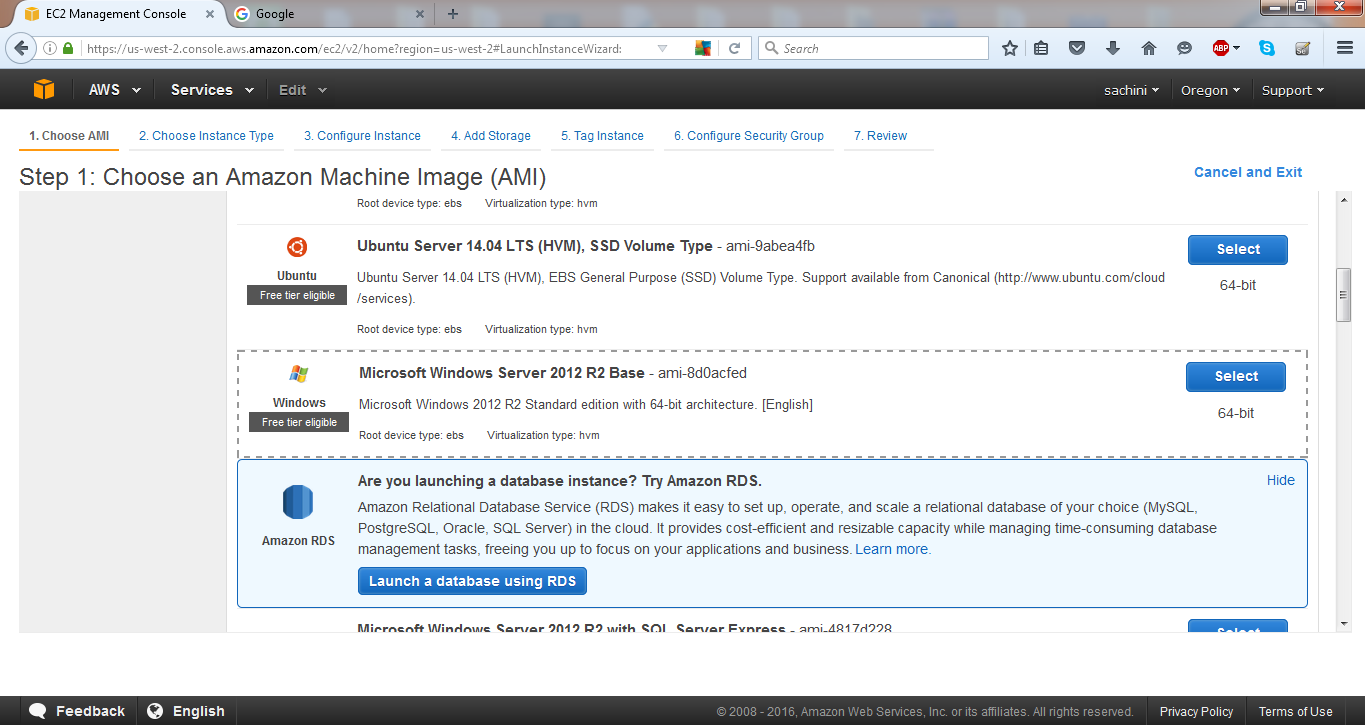 EC2 Management Console
Google
https://us-west-2.console.aws.amazon.com/ec2/v2/home?region=us-west-2#LaunchInstanceWizard:
Search
ABP
AWS
Services
Edit
sachini
Oregon
Support
1. Choose AMI
2. Choose Instance Type
3. Configure Instance
4. Add Storage
5. Tag Instance
6. Configure Security Group
7. Review
Step 1: Choose an Amazon Machine Image (AMI)
Cancel and Exit
Root device type: ebs Virtualization type: hvm
Ubuntu
Free tier eligible
Ubuntu Server 14.04 LTS (HVM), SSD Volume Type - ami-9abea4fb
Ubuntu Server 14.04 LTS (HVM), EBS General Purpose (SSD) Volume Type. Support available from Canonical (http://www.ubuntu.com/cloud
/services).
Root device type: ebs Virtualization type: hvm
Select
64-bit
Windows
Free tier eligible
Microsoft Windows Server 2012 R2 Base - ami-8d0acfed
Microsoft Windows 2012 R2 Standard edition with 64-bit architecture. [English]
Root device type: ebs Virtualization type: hvm
Select
64-bit
Amazon RDS
Are you launching a database instance? Try Amazon RDS.
Hide
Amazon Relational Database Service (RDS) makes it easy to set up, operate, and scale a relational database of your choice (MySQL,
PostgreSQL, Oracle, SQL Server) in the cloud. It provides cost-efficient and resizable capacity while managing time-consuming database
management tasks, freeing you up to focus on your applications and business. Learn more.
Launch a database using RDS
Microsoft Windows Server 2012 R2 with SQL Server Express - ami-4817d228
Select
Feedback
English
© 2008 - 2016, Amazon Web Services, Inc. or its affiliates. All rights reserved.
Privacy Policy
Terms of Use